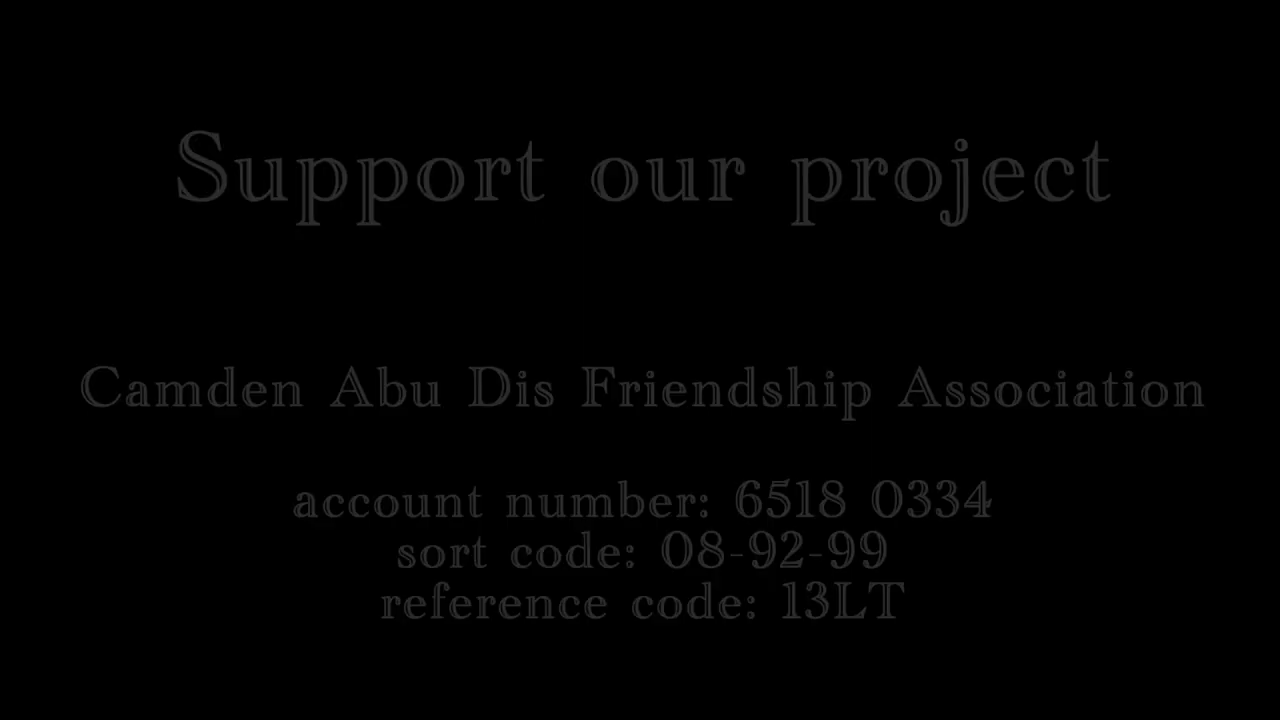 Support our project
Camden Abu Dis Friendship Association
account number: 6518 0334
sort code: 08-92-99
reference code: 13LT